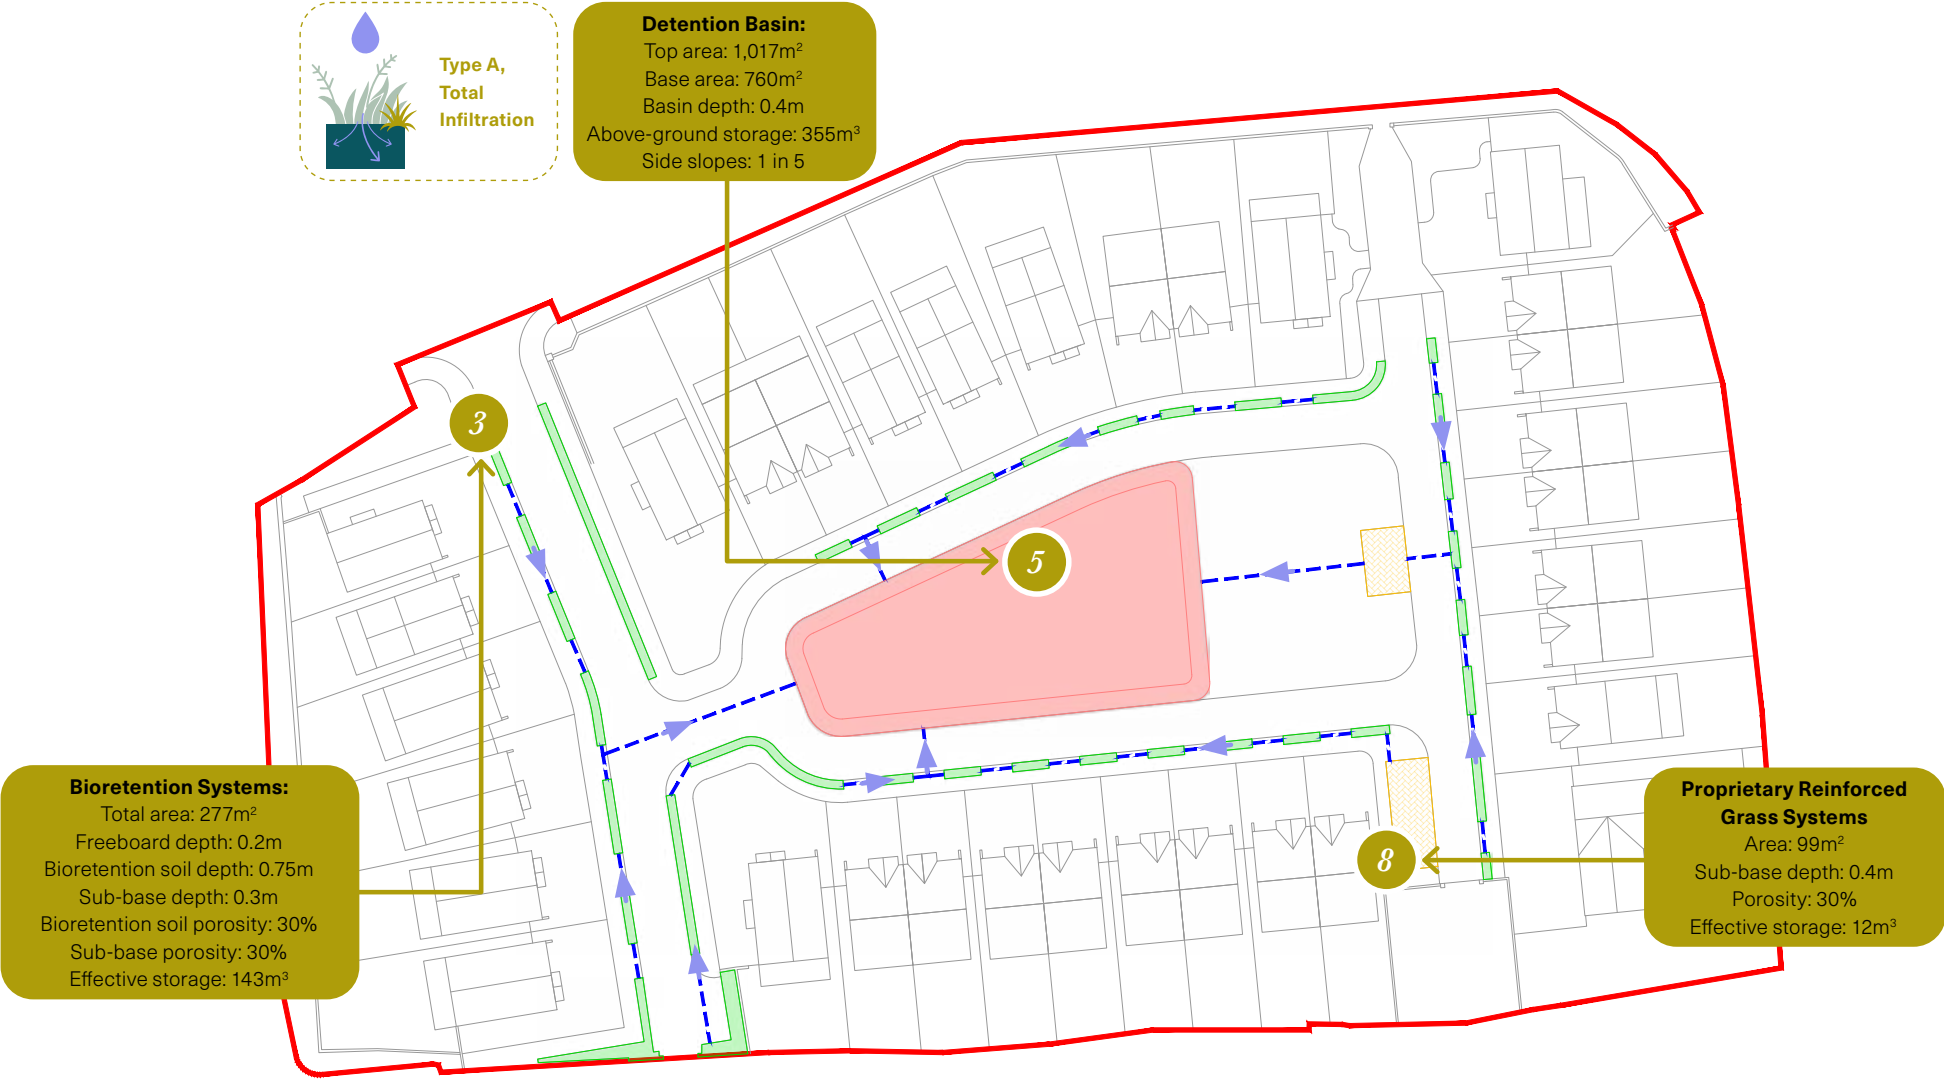 Type A,
Total
Infiltration
Detention Basin:
Top area: 1,017m²
Base area: 760m²
Basin depth: 0.4m
Above-ground storage: 355m³
Side slopes: 1 in 5
3
5
Bioretention Systems:
Total area: 277m²
Freeboard depth: 0.2m
Bioretention soil depth: 0.75m
Sub-base depth: 0.3m
Bioretention soil porosity: 30%
Sub-base porosity: 30%
Effective storage: 143m³
8
Proprietary Reinforced
Grass Systems
Area: 99m²
Sub-base depth: 0.4m
Porosity: 30%
Effective storage: 12m³